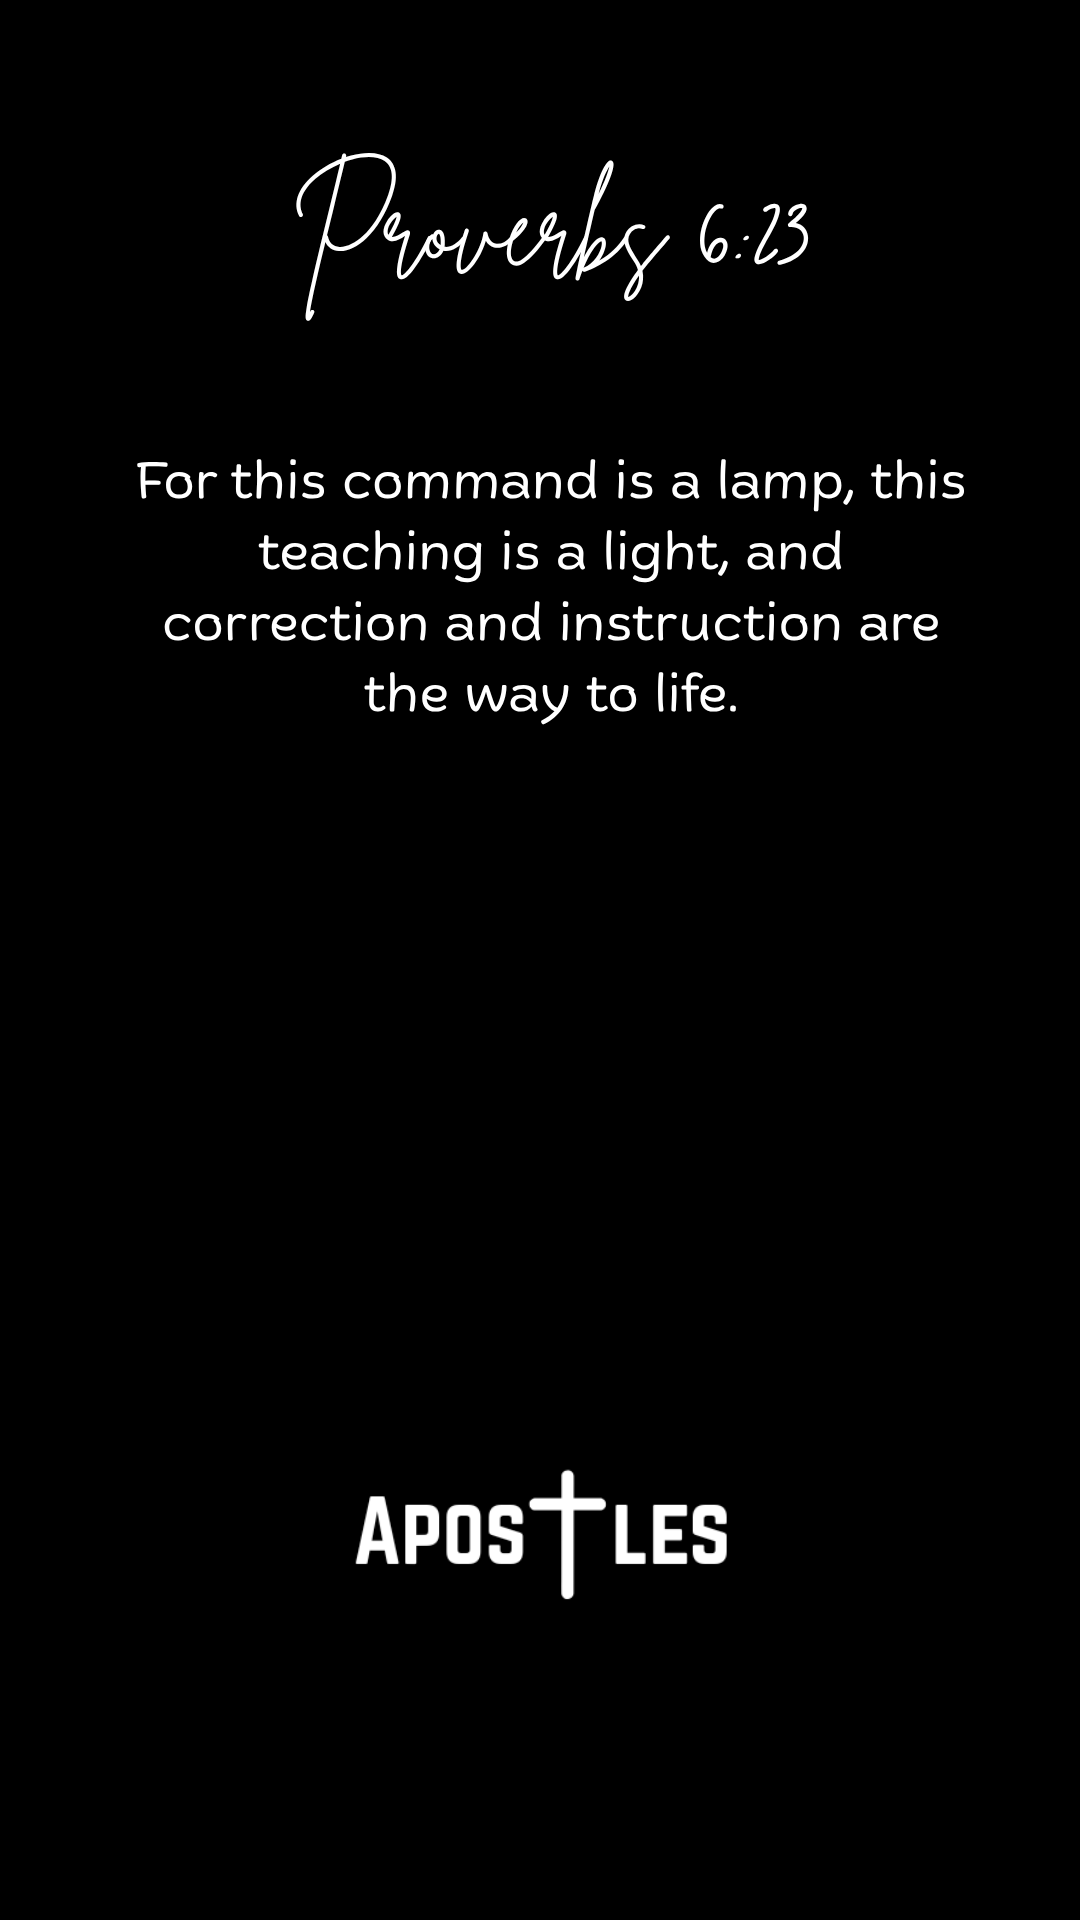 Proverbs 6:23
For this command is a lamp, this
teaching is a light, and
correction and instruction are
the way to life.
APOSTLES